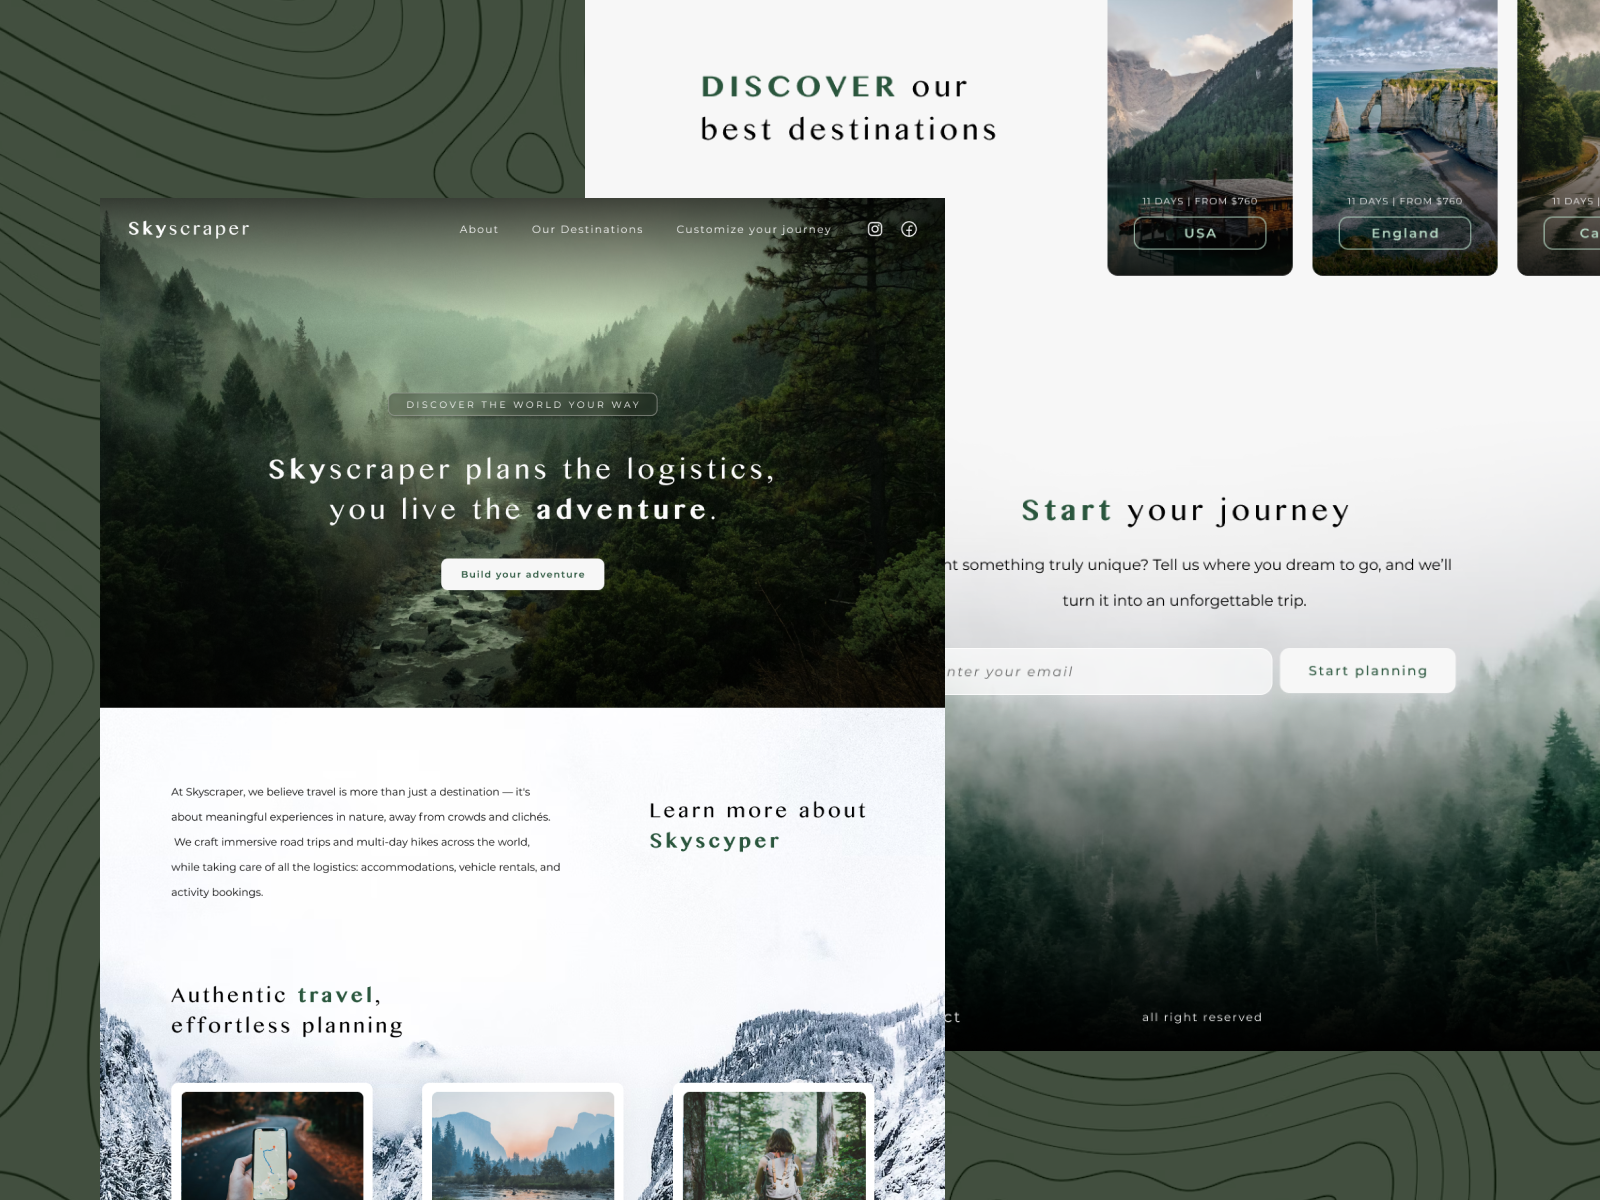 DISCOVER our
best destinations
11 DAYS | FROM $760
USA
11 DAYS | FROM $760
England
11 DAYS |
Skyscraper
About
Our Destinations
Customize your journey
DISCOVER THE WORLD YOUR WAY
Skyscraper plans the logistics,
you live the adventure.
Build your adventure
Start your journey
something truly unique? Tell us where you dream to go, and we'll
turn it into an unforgettable trip.
your email
Start planning
At Skyscraper, we believe travel is more than just a destination — it's
about meaningful experiences in nature, away from crowds and clichés.
We craft immersive road trips and multi-day hikes across the world,
while taking care of all the logistics: accommodations, vehicle rentals, and
activity bookings.
Learn more about
Skyscyper
Authentic travel,
effortless planning
all right reserved